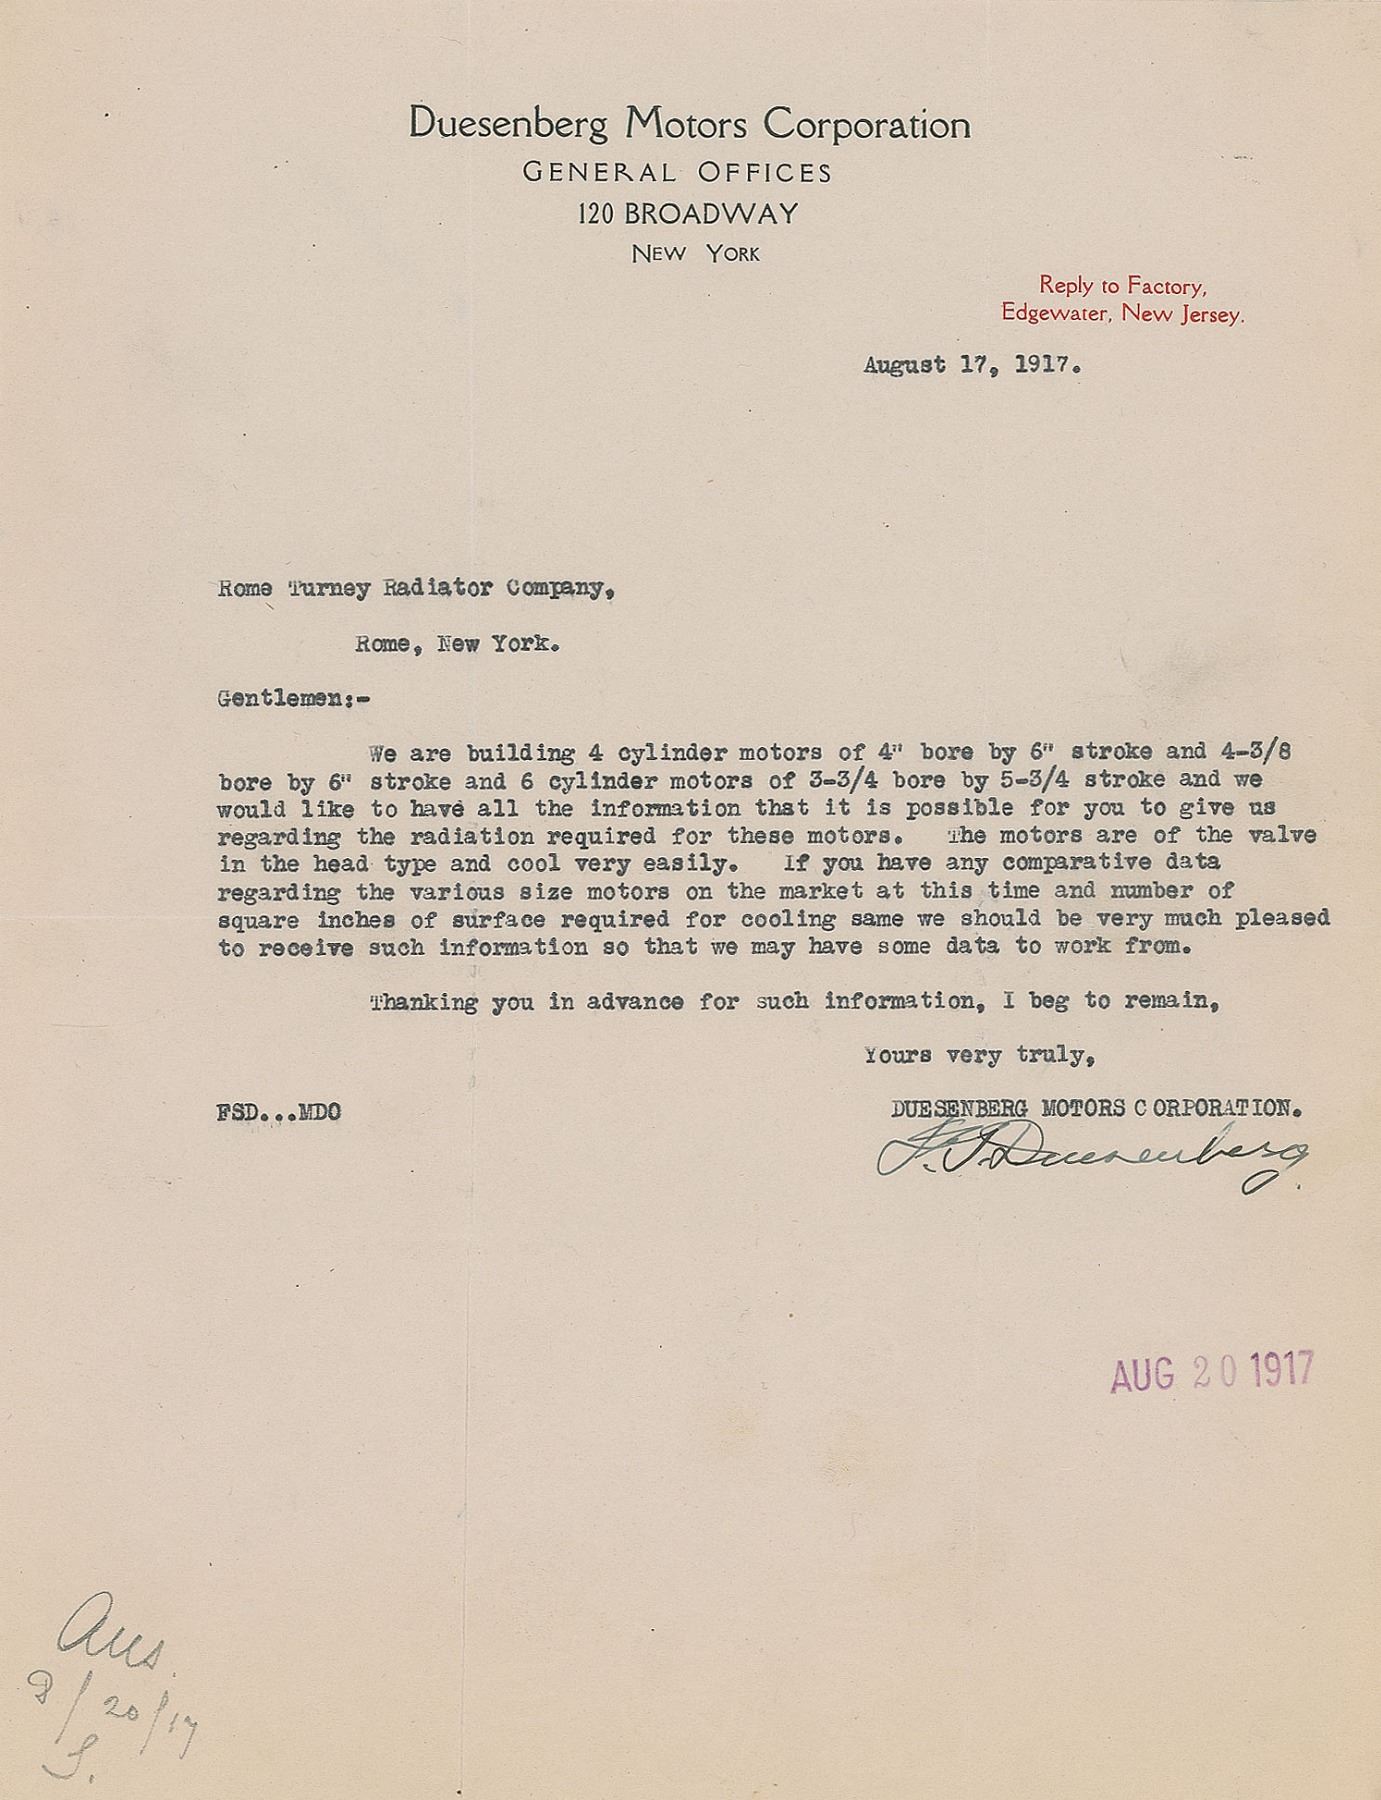 Duesenberg Motors Corporation
GENERAL OFFICES
120 BROADWAY
NEW YORK
Reply to Factory,
Edgewater, New Jersey.
August 17, 1917.
Rome Turney Radiator Company,
Rome, New York.
Gentlemen:-
We are building 4 cylinder motors of 4" bore by 6" stroke and 4-3/8
bore by 6" stroke and 6 cylinder motors of 3-3/4 bore by 5-3/4 stroke and we
would like to have all the information that it is possible for you to give us
regarding the radiation required for these motors. The motors are of the valve
in the head type and cool very easily. If you have any comparative data
regarding the various size motors on the market at this time and number of
square inches of surface required for cooling same we should be very much pleased
to receive such information so that we may have some data to work from.
Thanking you in advance for such information, I beg to remain,
Yours very truly,
FSD...MDO
DUESENBERG MOTORS CORPORATION.
F.S. Duesenberg.
AUG 20 1917
Ans.
8/20/17
S.